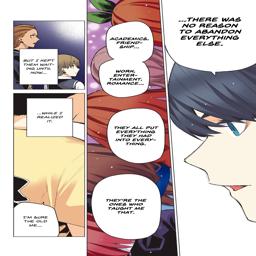 ...THERE WAS
NO REASON
TO ABANDON
EVERYTHING
ELSE.
ACADEMICS,
FRIEND-
SHIP...
WORK,
ENTER-
TAINMENT,
ROMANCE...
THEY ALL PUT
EVERYTHING
THEY HAD
INTO EVERY-
THING.
THEY'RE THE
ONES WHO
TAUGHT ME
THAT.
BUT I KEPT
THEM WAIT-
ING UNTIL
NOW...
...WHILE I
REALIZED
IT.
I'M SURE
THE OLD
ME...